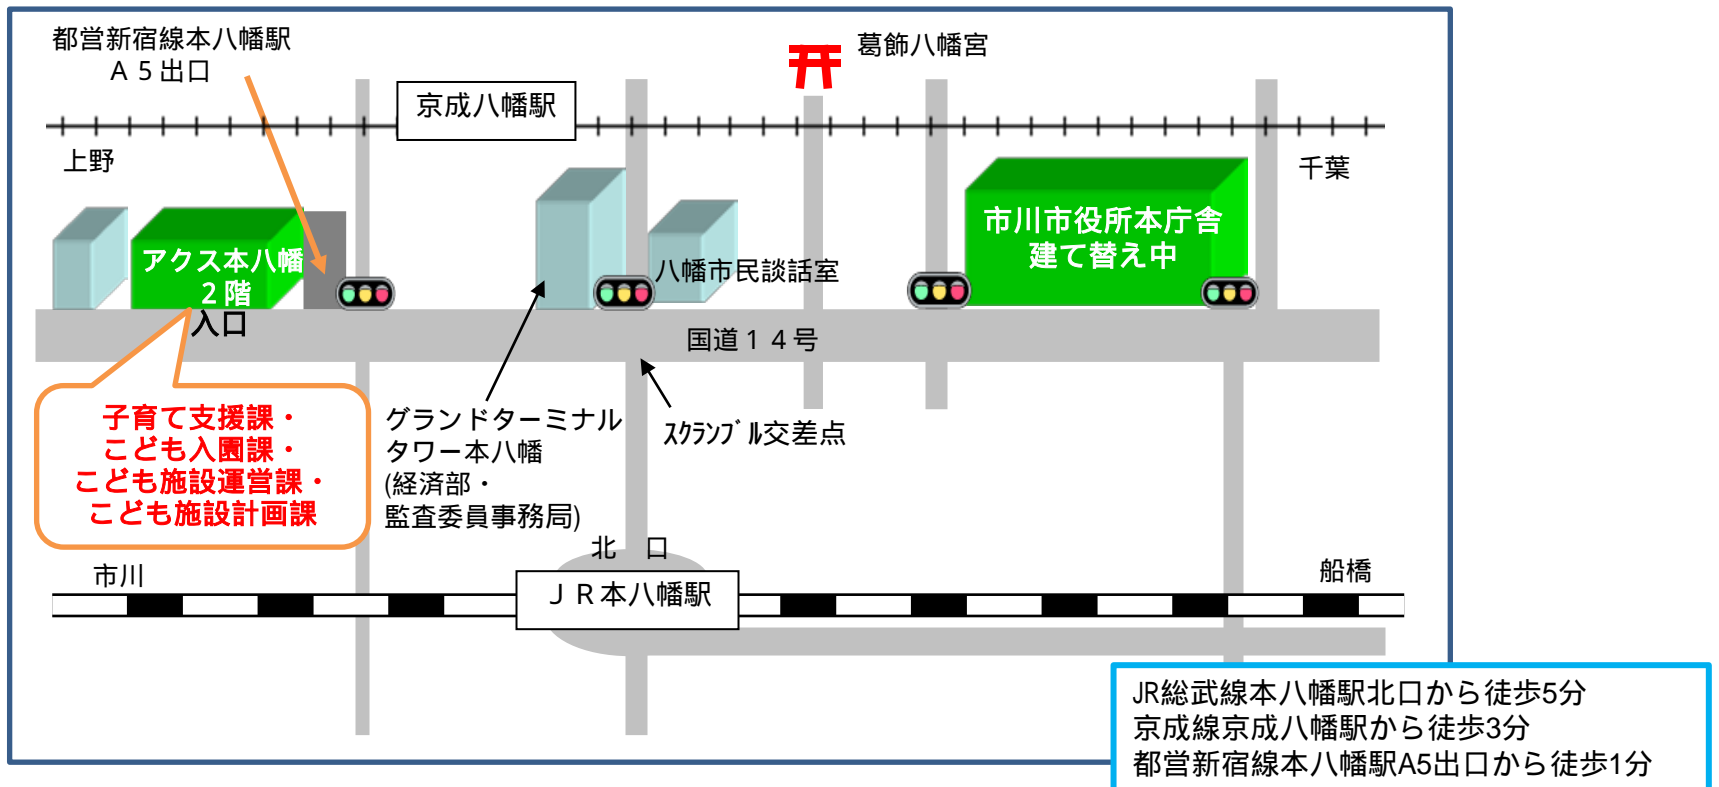 都営新宿線本八幡駅
Ａ５出口
葛飾八幡宮
京成八幡駅
上野
千葉
市川市役所本庁舎
建て替え中
アクス本八幡
２階
入口
八幡市民談話室
国道１４号
子育て支援課・
こども入園課・
こども施設運営課・
こども施設計画課
グランドターミナル
タワー本八幡
(経済部・
監査委員事務局)
ｽｸﾗﾝﾌﾞﾙ交差点
北　口
市川
船橋
ＪＲ本八幡駅
JR総武線本八幡駅北口から徒歩5分
京成線京成八幡駅から徒歩3分
都営新宿線本八幡駅A5出口から徒歩1分